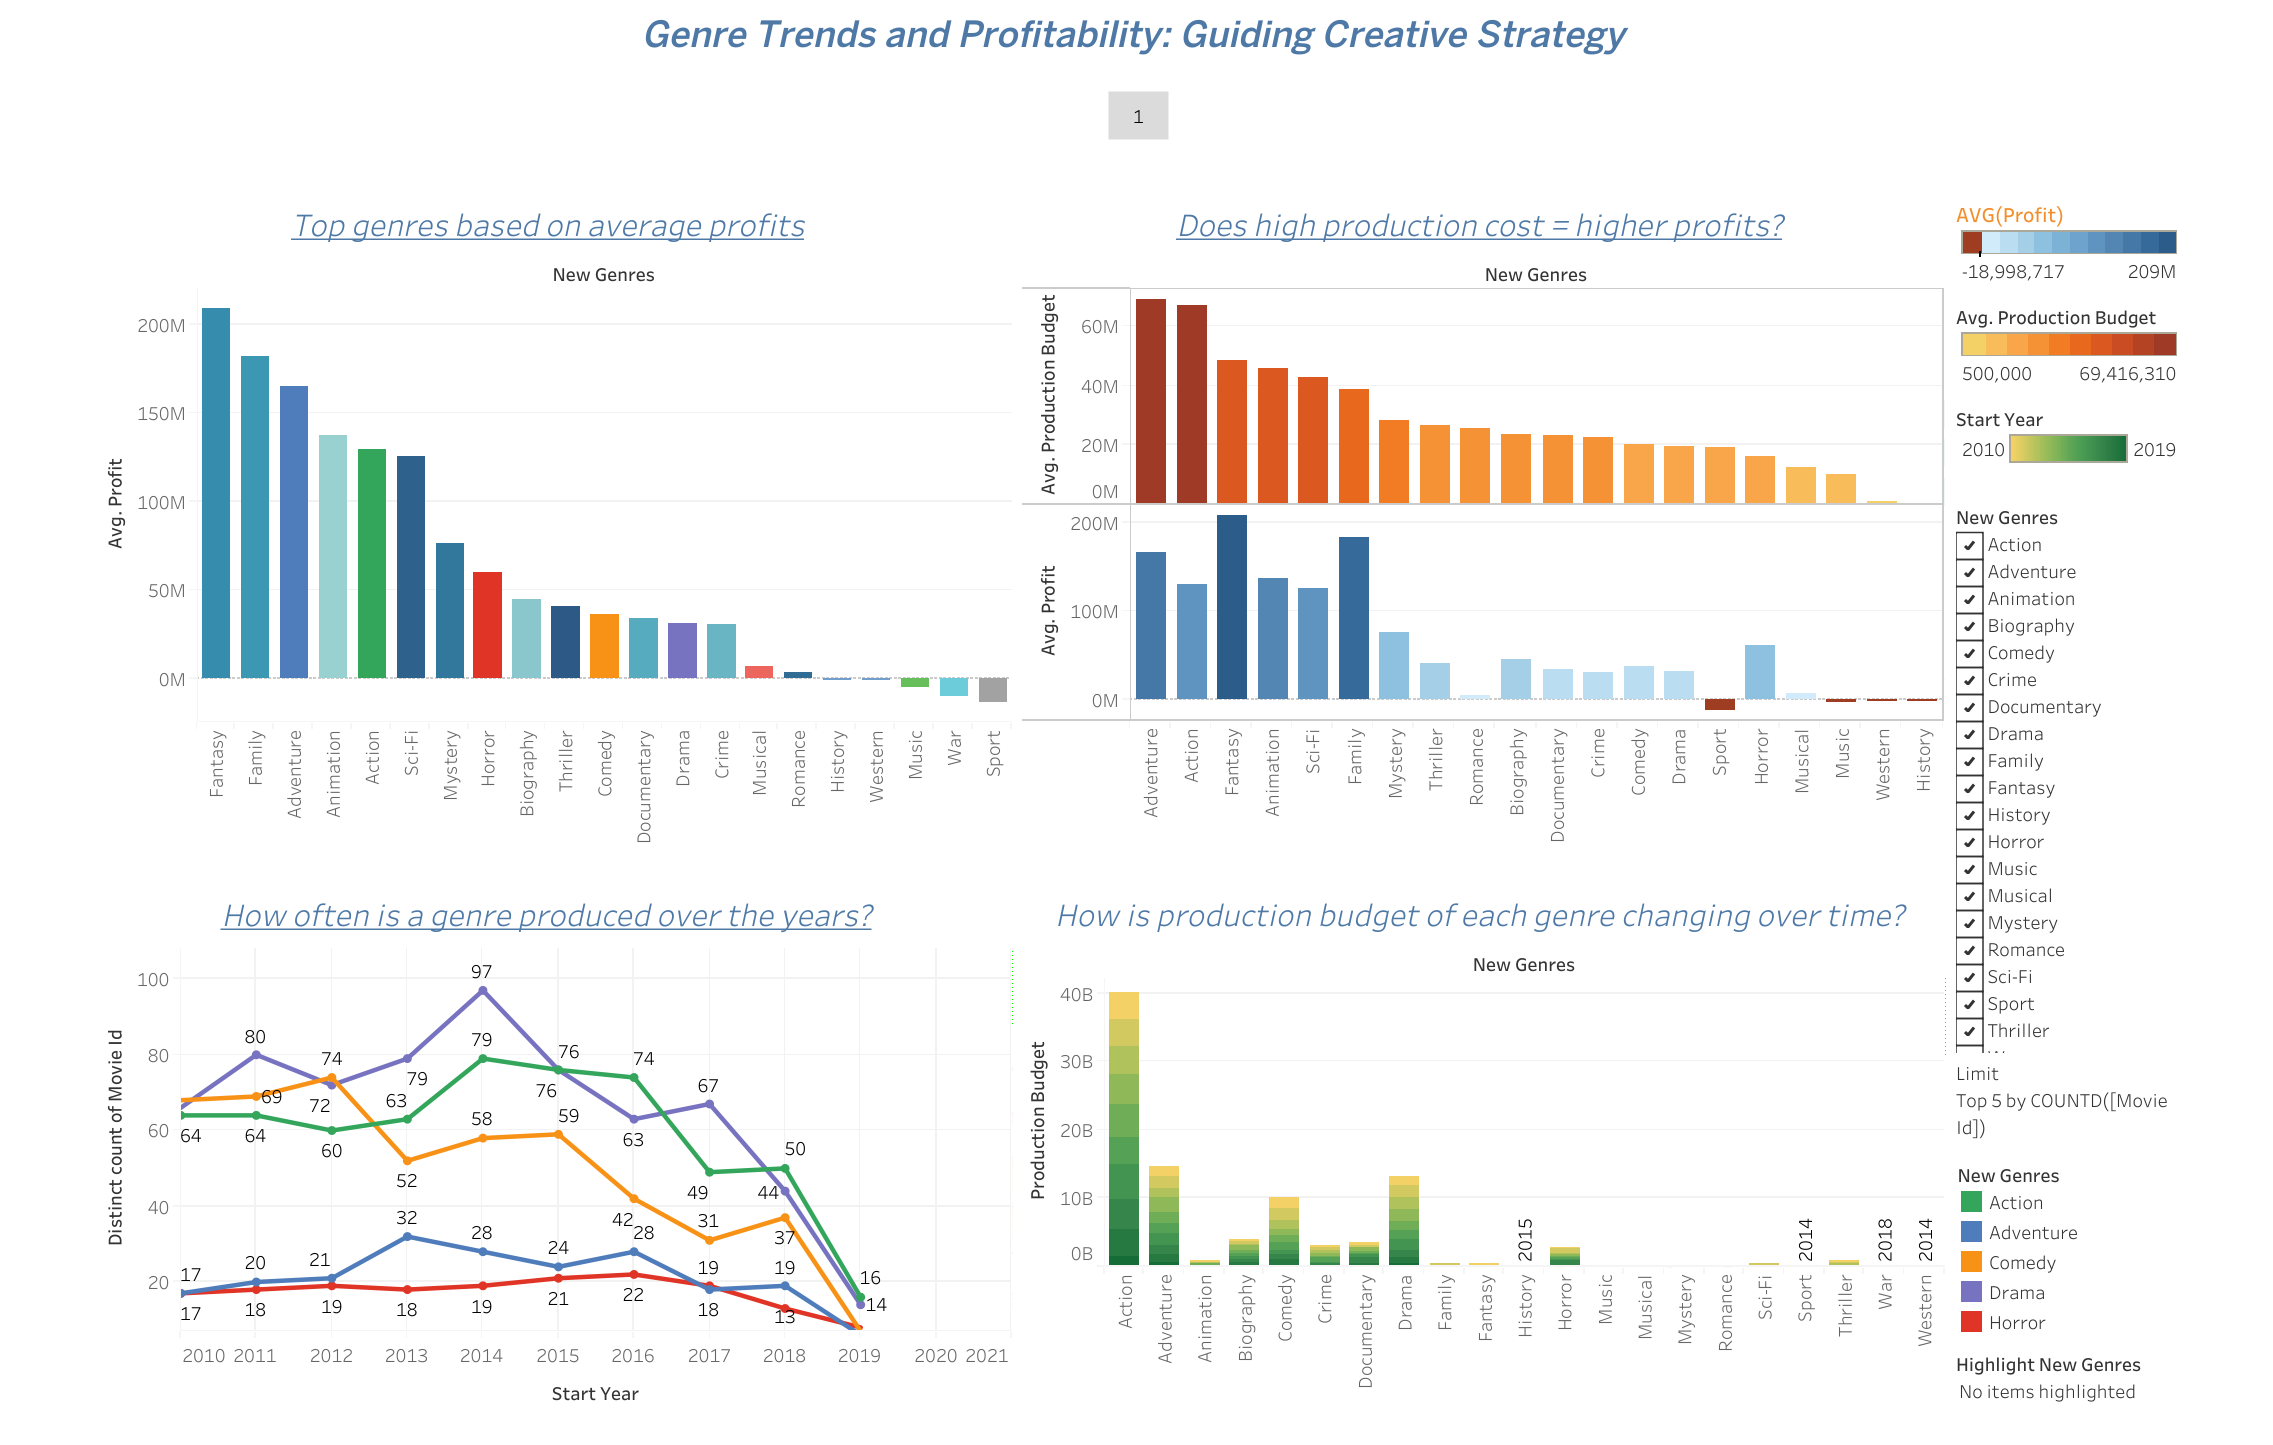 Genre Trends and Profitability: Guiding Creative Strategy
1
Top genres based on average profits
New Genres
Avg. Profit
200M
150M
100M
50M
0M
Fantasy
Family
Adventure
Animation
Action
Sci-Fi
Mystery
Horror
Biography
Thriller
Comedy
Documentary
Drama
Crime
Musical
Romance
History
Western
Music
War
Sport
Does high production cost = higher profits?
New Genres
Avg. Production Budget
60M
40M
20M
0M
Avg. Profit
200M
100M
0M
Adventure
Action
Fantasy
Animation
Sci-Fi
Family
Mystery
Thriller
Romance
Biography
Documentary
Crime
Comedy
Drama
Sport
Horror
Musical
Music
Western
History
How often is a genre produced over the years?
Distinct count of Movie Id
100
80
60
40
20
97
80
74
79
76
74
69
79
67
72
63
76
64
64
60
58
59
63
50
52
49
44
32
42
31
28
28
37
24
21
20
19
19
17
16
14
17
18
19
18
19
21
22
18
13
2010 2011 2012 2013 2014 2015 2016 2017 2018 2019 2020 2021
Start Year
How is production budget of each genre changing over time?
New Genres
Production Budget
40B
30B
20B
10B
0B
2015
2014
2018
2014
Action
Adventure
Animation
Biography
Comedy
Crime
Documentary
Drama
Family
Fantasy
History
Horror
Music
Musical
Mystery
Romance
Sci-Fi
Sport
Thriller
War
Western
AVG(Profit)
-18,998,717 209M
Avg. Production Budget
500,000 69,416,310
Start Year
2010 2019
New Genres
Action
Adventure
Animation
Biography
Comedy
Crime
Documentary
Drama
Family
Fantasy
History
Horror
Music
Musical
Mystery
Romance
Sci-Fi
Sport
Thriller
Limit
Top 5 by COUNTD([Movie
Id])
New Genres
Action
Adventure
Comedy
Drama
Horror
Highlight New Genres
No items highlighted